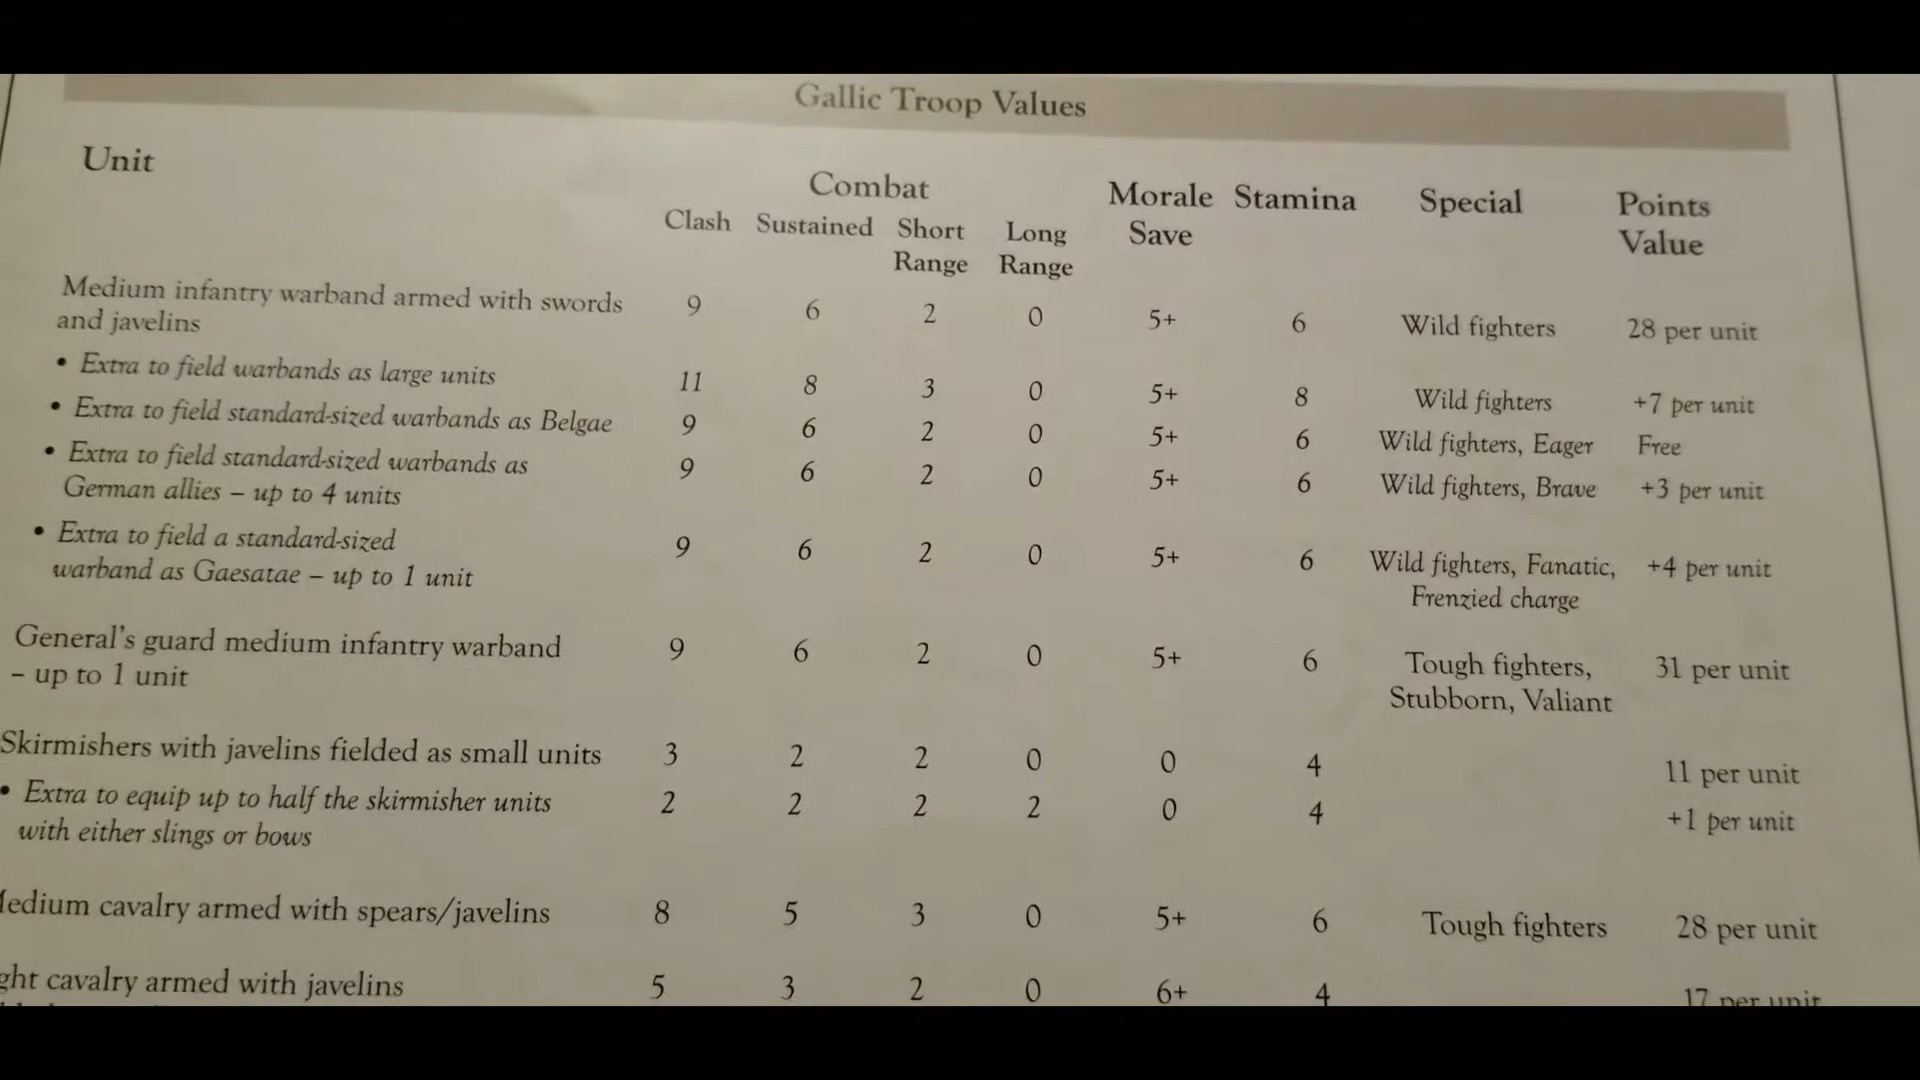 Gallic Troop Values
Unit
Combat
Morale Stamina Special Points
Clash Sustained Short Long Save Value
Range Range
Medium infantry warband armed with swords 9 6 2 0 5+ 6 Wild fighters 28 per unit
and javelins
• Extra to field warbands as large units 11 8 3 0 5+ 8 Wild fighters +7 per unit
• Extra to field standard-sized warbands as Belgae 9 6 2 0 5+ 6 Wild fighters, Eager Free
• Extra to field standard-sized warbands as 9 6 2 0 5+ 6 Wild fighters, Brave +3 per unit
German allies – up to 4 units
• Extra to field a standard-sized 9 6 2 0 5+ 6 Wild fighters, Fanatic, +4 per unit
warband as Gaesatae – up to 1 unit Frenzied charge
General's guard medium infantry warband 9 6 2 0 5+ 6 Tough fighters, 31 per unit
– up to 1 unit Stubborn, Valiant
Skirmishers with javelins fielded as small units 3 2 2 0 0 4 11 per unit
• Extra to equip up to half the skirmisher units 2 2 2 2 0 4 +1 per unit
with either slings or bows
edium cavalry armed with spears/javelins 8 5 3 0 5+ 6 Tough fighters 28 per unit
ght cavalry armed with javelins 5 3 2 0 6+ 4 17 per unit